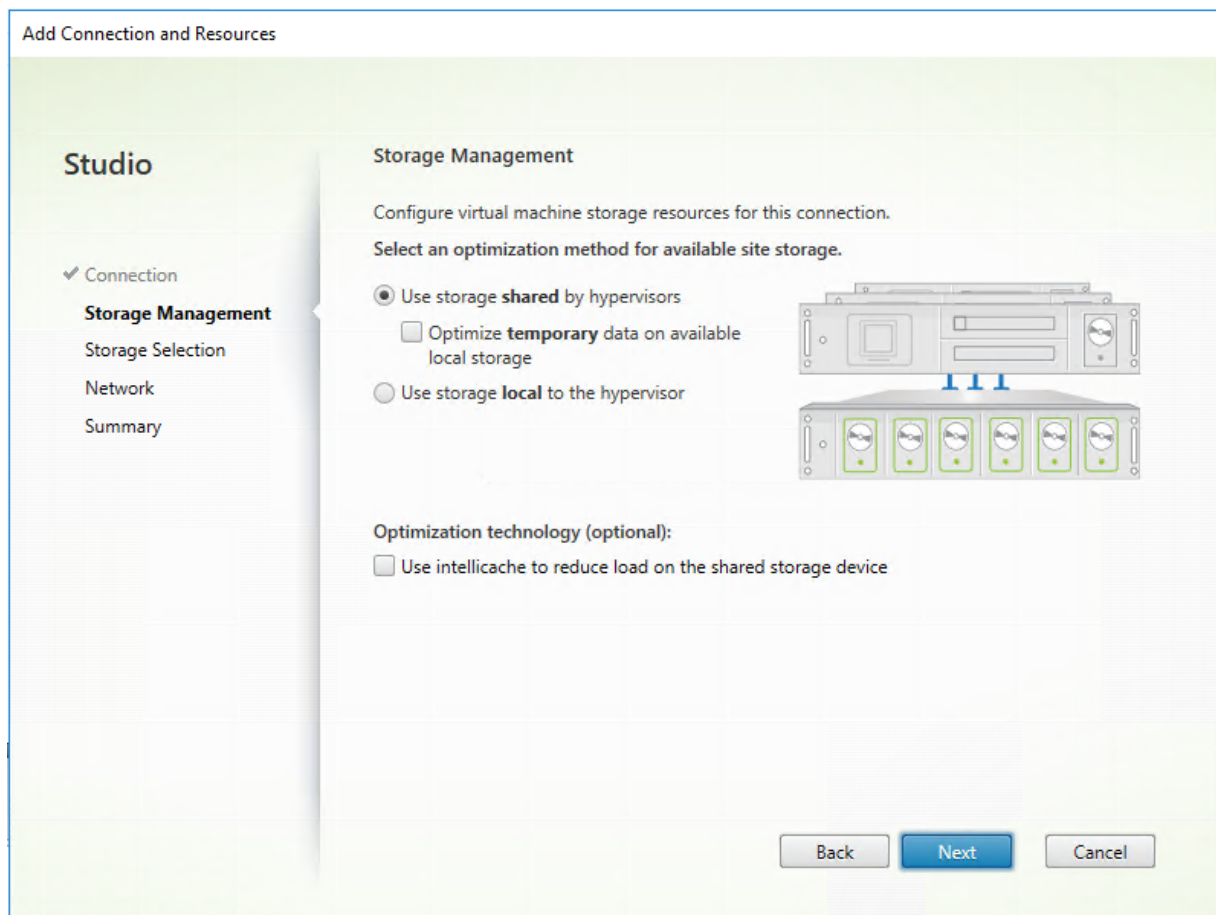 Add Connection and Resources
Studio
Connection
Storage Management
Storage Selection
Network
Summary
Storage Management
Configure virtual machine storage resources for this connection.
Select an optimization method for available site storage.
Use storage shared by hypervisors
Optimize temporary data on available
local storage
Use storage local to the hypervisor
Optimization technology (optional):
Use intellicache to reduce load on the shared storage device
Back
Next
Cancel